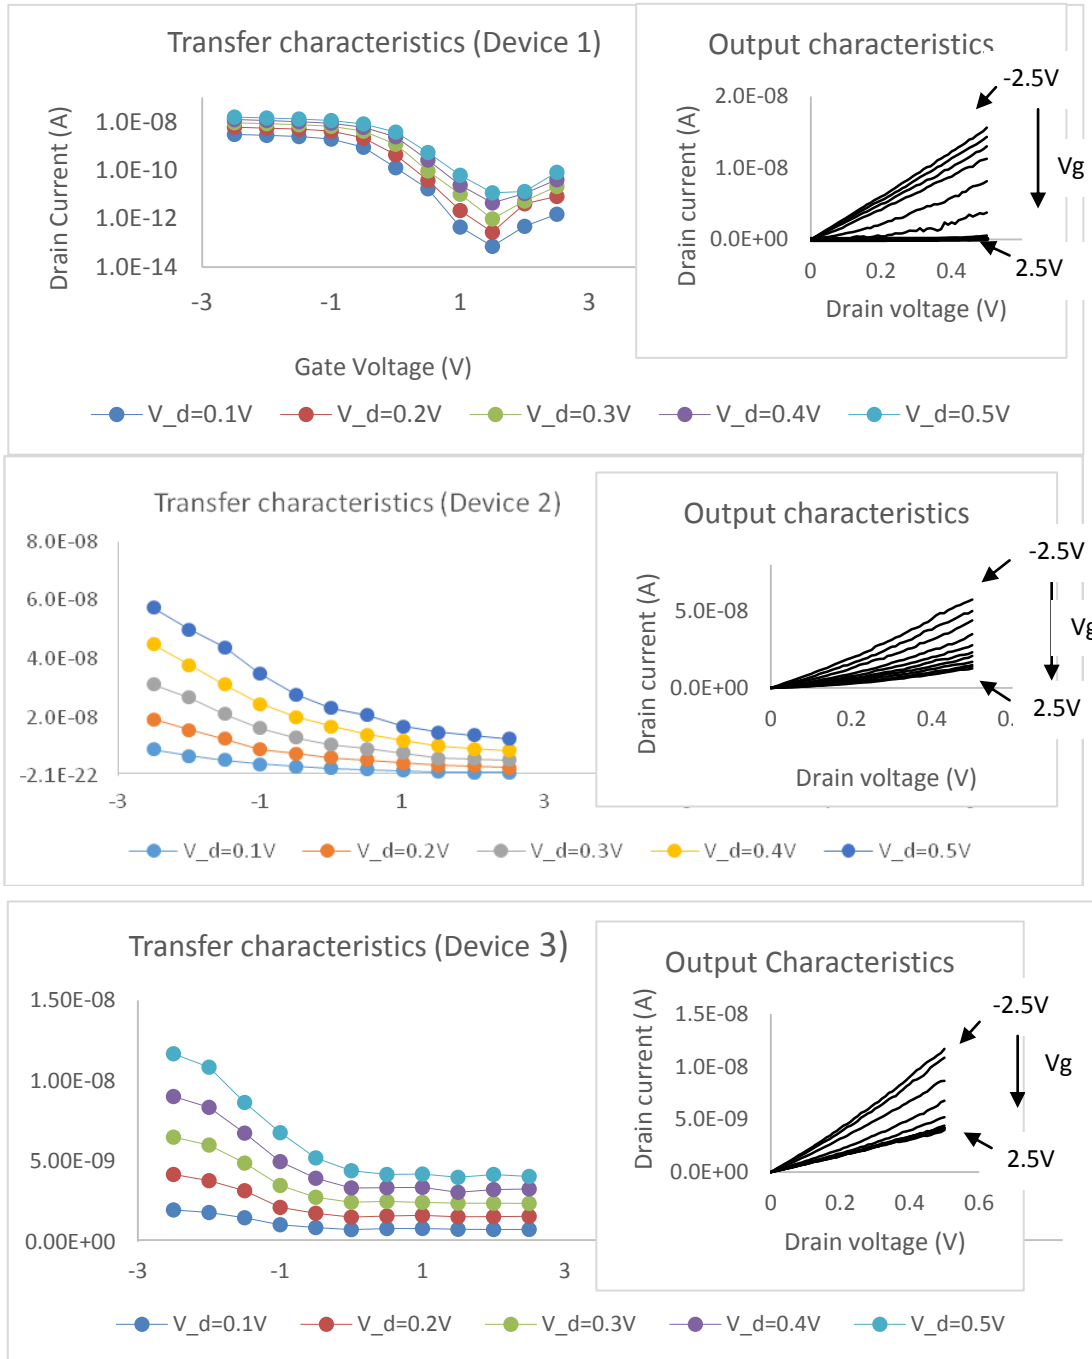 Transfer characteristics (Device 1)
Drain Current (A)
1.0E-08
1.0E-10
1.0E-12
1.0E-14
-3
-1
1
3
Gate Voltage (V)
V_d=0.1V
V_d=0.2V
V_d=0.3V
V_d=0.4V
V_d=0.5V
Output characteristics
Drain current (A)
2.0E-08
1.0E-08
0.0E+00
0
0.2
0.4
Drain voltage (V)
-2.5V
Vg
2.5V
Transfer characteristics (Device 2)
8.0E-08
6.0E-08
4.0E-08
2.0E-08
-2.1E-22
-3
-1
1
3
V_d=0.1V
V_d=0.2V
V_d=0.3V
V_d=0.4V
V_d=0.5V
Output characteristics
Drain current (A)
5.0E-08
0.0E+00
0
0.2
0.4
0.
Drain voltage (V)
-2.5V
Vg
2.5V
Transfer characteristics (Device 3)
1.50E-08
1.00E-08
5.00E-09
0.00E+00
-3
-1
1
3
V_d=0.1V
V_d=0.2V
V_d=0.3V
V_d=0.4V
V_d=0.5V
Output Characteristics
Drain current (A)
1.5E-08
1.0E-08
5.0E-09
0.0E+00
0
0.2
0.4
0.6
Drain voltage (V)
-2.5V
Vg
2.5V